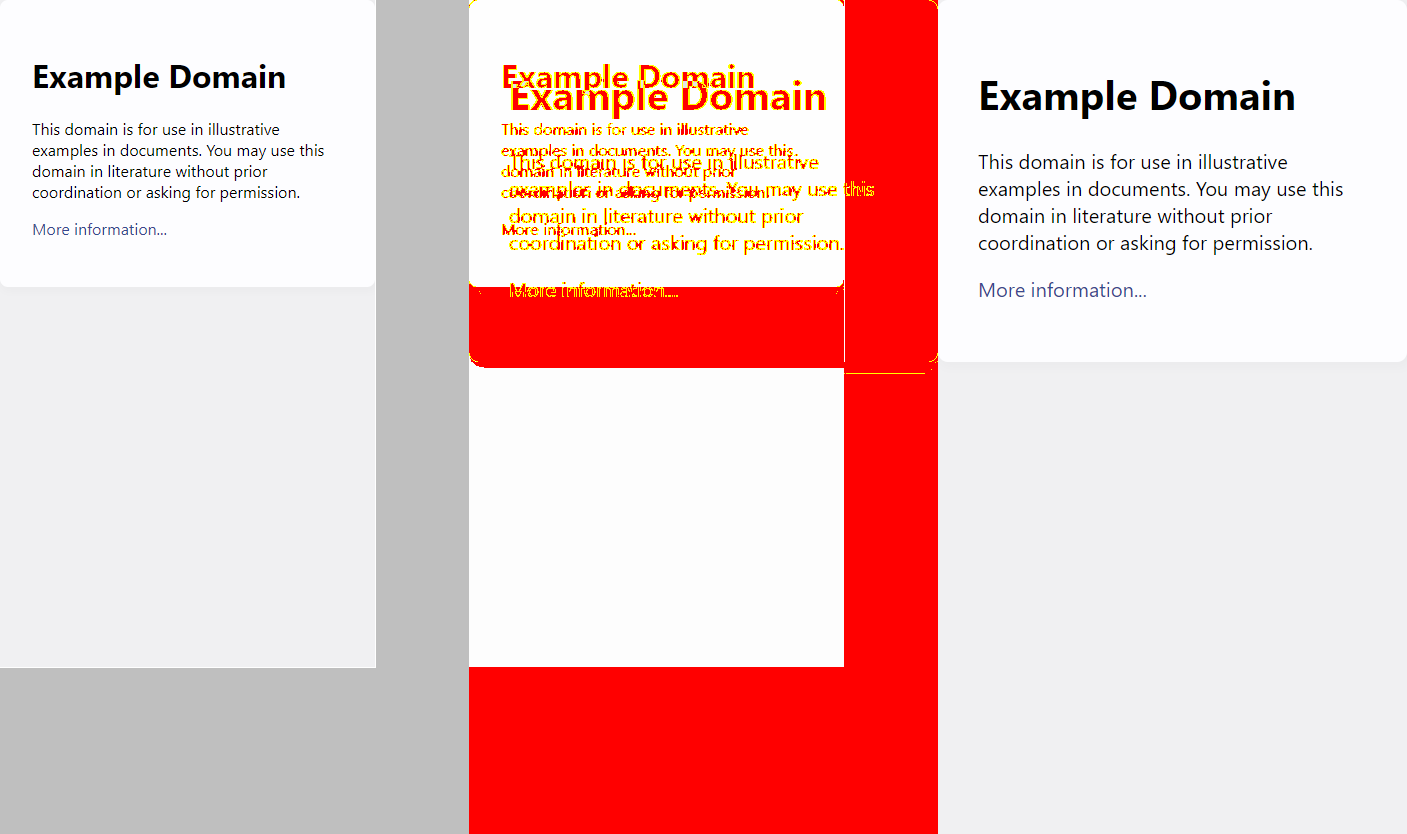 Example Domain
This domain is for use in illustrative
examples in documents. You may use this
domain in literature without prior
coordination or asking for permission.
More information...
Example Domain
Example Domain
This domain is for use in illustrative
examples in documents. You may use this
This domain is for use in illustrative
domain in literature without prior
examples in documents. You may use this
coordination or asking for permission.
domain in literature without prior
More information...
coordination or asking for permission.
More information...
Example Domain
This domain is for use in illustrative
examples in documents. You may use this
domain in literature without prior
coordination or asking for permission.
More information...